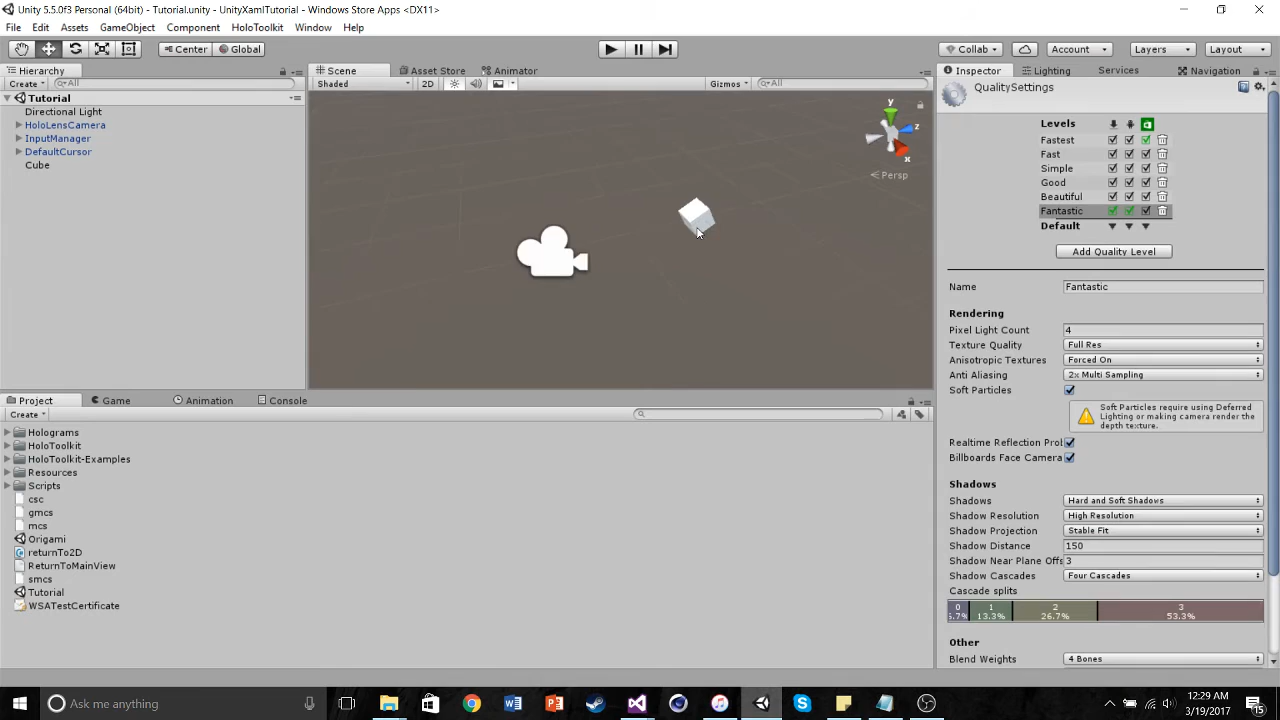 Unity 5.5.0f3 Personal (64bit) - Tutorial.unity - UnityXamlTutorial - Windows Store Apps <DX11>
File Edit Assets GameObject Component HoloToolkit Window Help
Center Global Collab Account Layers Layout
Hierarchy
Create All
Tutorial
Directional Light
HoloLensCamera
InputManager
DefaultCursor
Cube
Scene Asset Store Animator
Shaded 2D Gizmos All
y
z
x
Persp
Project Game Animation Console
Create
Holograms
HoloToolkit
HoloToolkit-Examples
Resources
Scripts
csc
gmcs
mcs
Origami
returnTo2D
ReturnToMainView
smcs
Tutorial
WSATestCertificate
Inspector Lighting Services Navigation
QualitySettings
Levels
Fastest
Fast
Simple
Good
Beautiful
Fantastic
Default
Add Quality Level
Name Fantastic
Rendering
Pixel Light Count 4
Texture Quality Full Res
Anisotropic Textures Forced On
Anti Aliasing 2x Multi Sampling
Soft Particles
Soft Particles require using Deferred
Lighting or making camera render the
depth texture.
Realtime Reflection Prob
Billboards Face Camera
Shadows
Shadows Hard and Soft Shadows
Shadow Resolution High Resolution
Shadow Projection Stable Fit
Shadow Distance 150
Shadow Near Plane Offs 3
Shadow Cascades Four Cascades
Cascade splits
0 1 2 3
.7% 13.3% 26.7% 53.3%
Other
Blend Weights 4 Bones
Ask me anything
12:29 AM
3/19/2017